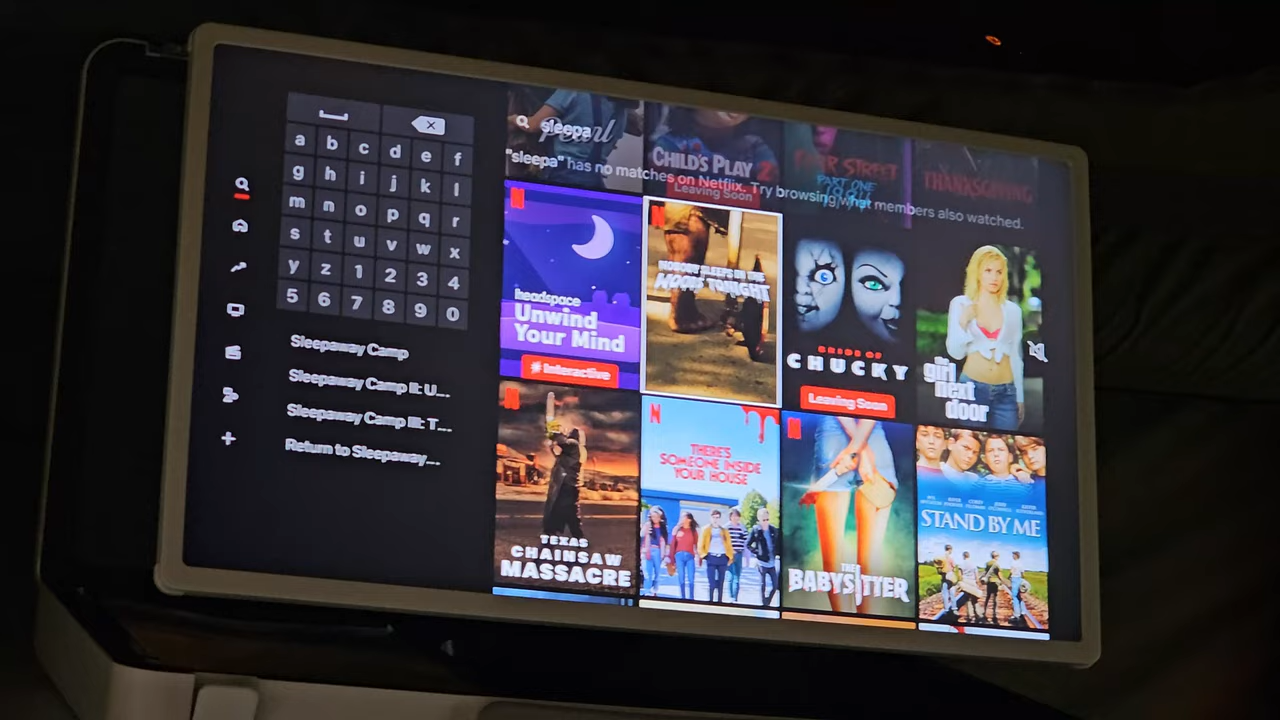 a b c d e f
g h i j k l
m n o p q r
s t u v w x
y z 1 2 3 4
5 6 7 8 9 0
Sleepaway Camp
Sleepaway Camp II: U...
Sleepaway Camp III: T...
Return to Sleepaway...
sleepa
Pearl
CHILD'S PLAY 2
Leaving Soon
FEAR STREET
PART ONE
1994
THANKSGIVING
"sleepa" has no matches on Netflix. Try browsing what members also watched.
N
headspace
Unwind
Your Mind
Interactive
N
NOBODY SLEEPS IN THE
WOODS TONIGHT
BRIDE OF
CHUCKY
Leaving Soon
the
girl
next
door
N
TEXAS
CHAINSAW
MASSACRE
N
THERE'S
SOMEONE INSIDE
YOUR HOUSE
N
THE
BABYSITTER
STAND BY ME